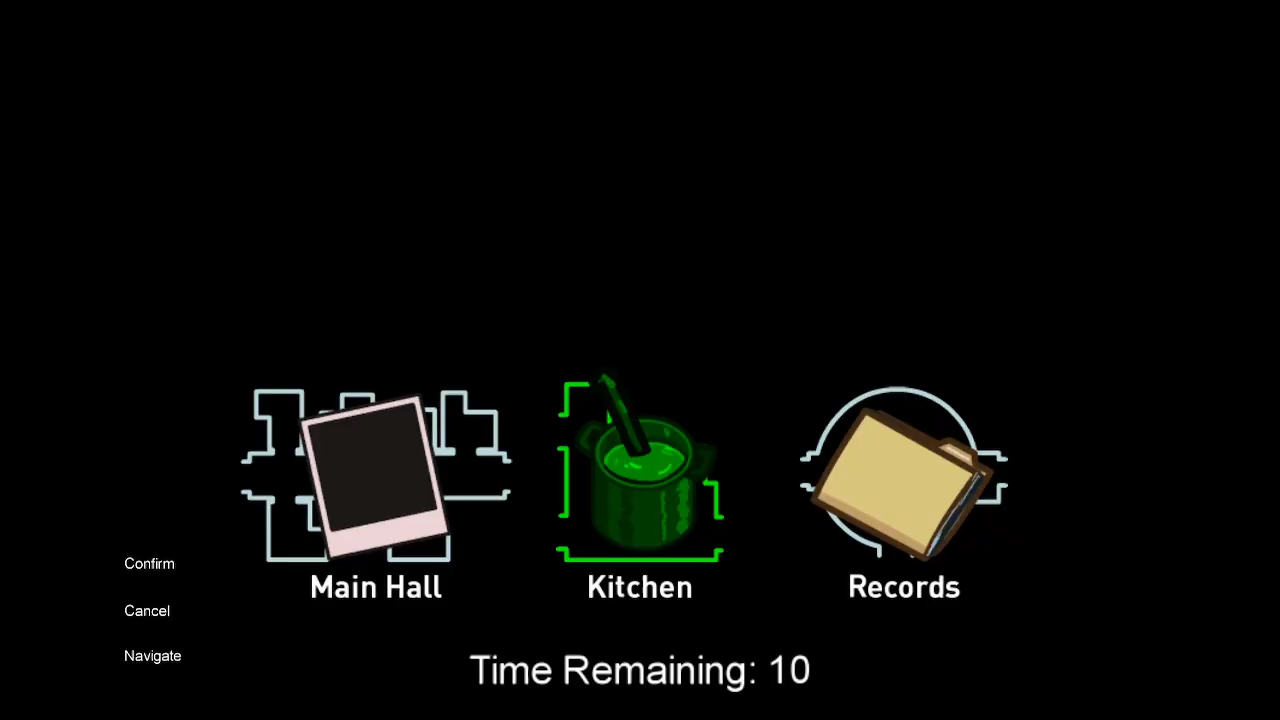 Main Hall
Kitchen
Records
Confirm
Cancel
Navigate
Time Remaining: 10